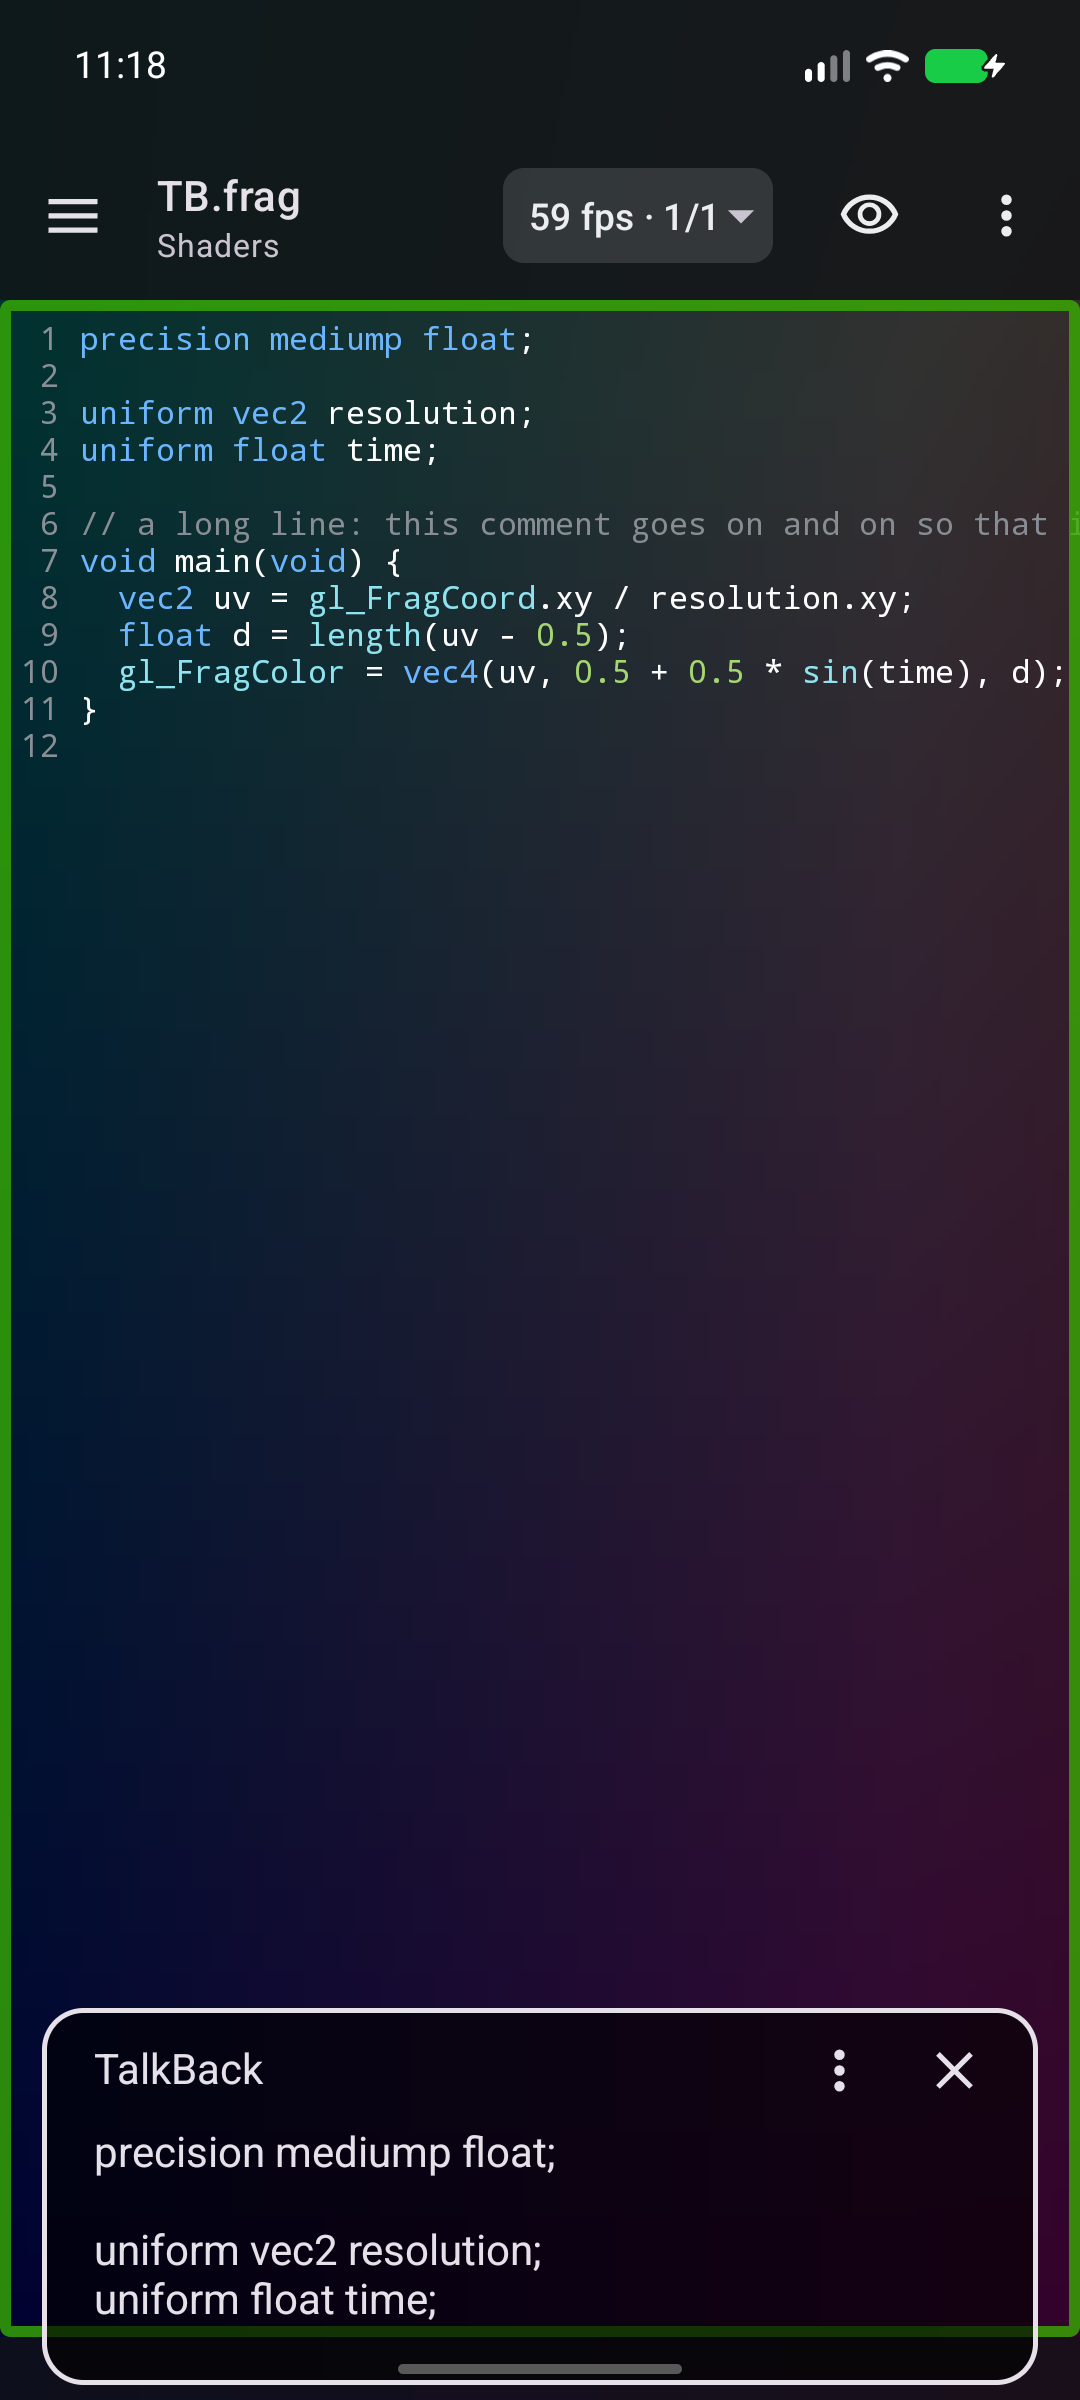 11:18
TB.frag
Shaders
59 fps · 1/1
1 precision mediump float;
2
3 uniform vec2 resolution;
4 uniform float time;
5
6 // a long line: this comment goes on and on so that i
7 void main(void) {
8   vec2 uv = gl_FragCoord.xy / resolution.xy;
9   float d = length(uv - 0.5);
10   gl_FragColor = vec4(uv, 0.5 + 0.5 * sin(time), d);
11 }
12
TalkBack
precision mediump float;
uniform vec2 resolution;
uniform float time;